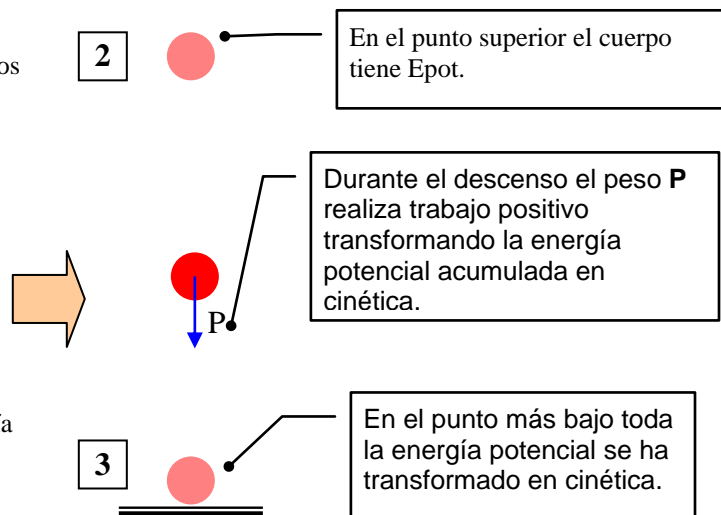 os
2
En el punto superior el cuerpo
tiene Epot.
Durante el descenso el peso P
realiza trabajo positivo
transformando la energía
potencial acumulada en
cinética.
P
ía
3
En el punto más bajo toda
la energía potencial se ha
transformado en cinética.